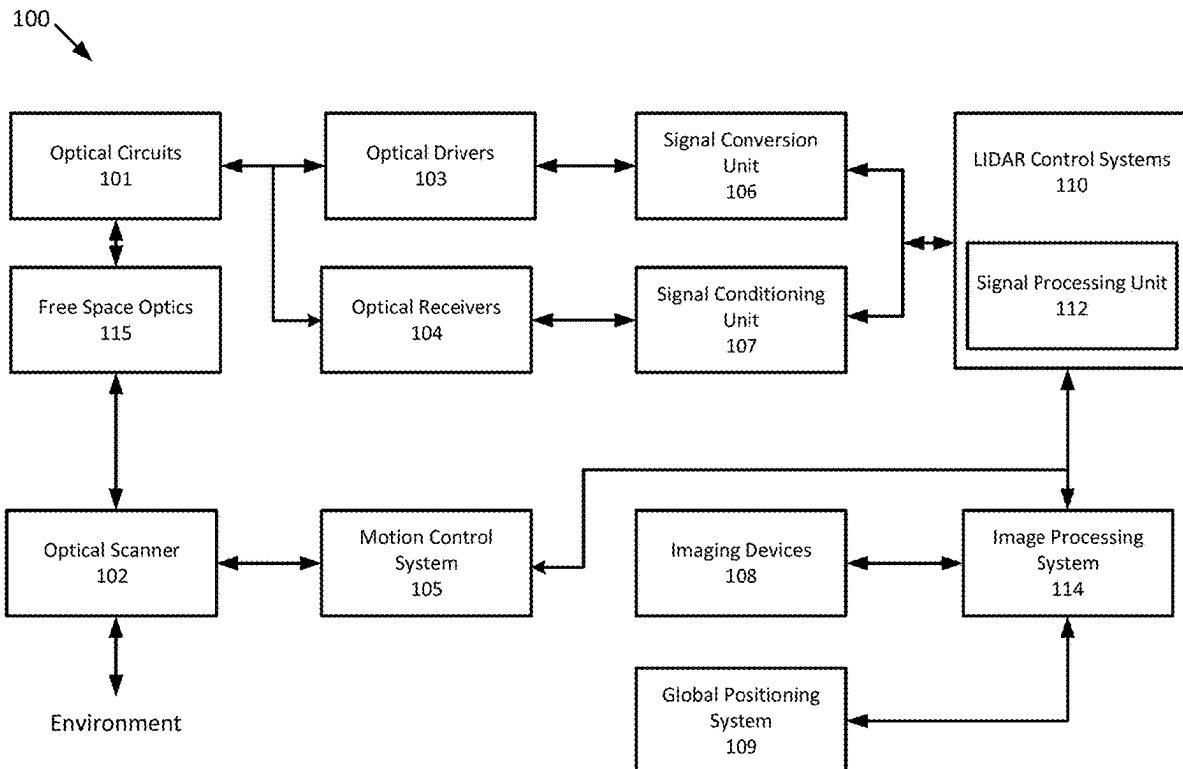 100
Optical Circuits
101
Optical Drivers
103
Signal Conversion
Unit
106
LIDAR Control Systems
110
Signal Processing Unit
112
Free Space Optics
115
Optical Receivers
104
Signal Conditioning
Unit
107
Optical Scanner
102
Motion Control
System
105
Imaging Devices
108
Image Processing
System
114
Environment
Global Positioning
System
109